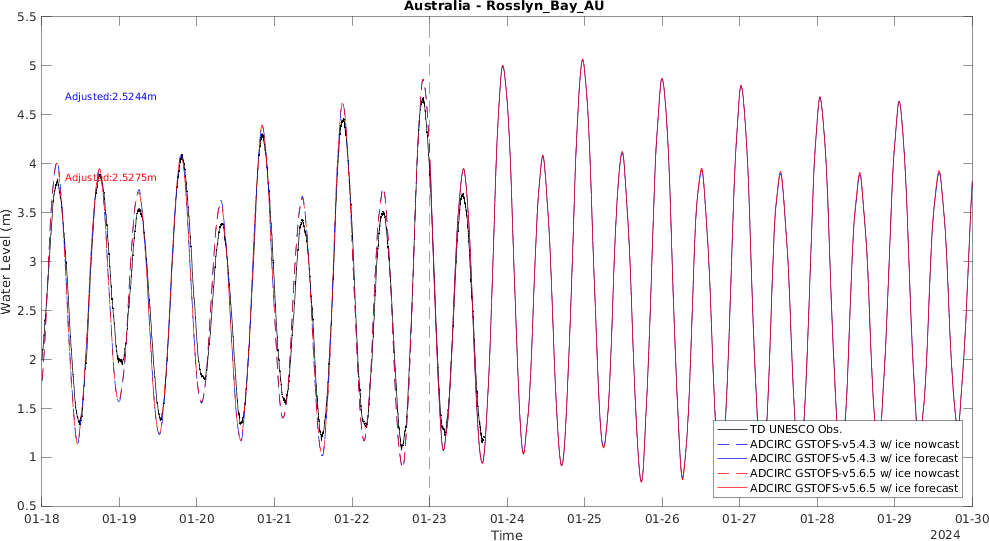 Australia - Rosslyn_Bay_AU
5.5
5
4.5
4
3.5
3
2.5
2
1.5
1
0.5
Water Level (m)
Adjusted:2.5244m
Adjusted:2.5275m
TD UNESCO Obs.
ADCIRC GSTOFS-v5.4.3 w/ ice nowcast
ADCIRC GSTOFS-v5.4.3 w/ ice forecast
ADCIRC GSTOFS-v5.6.5 w/ ice nowcast
ADCIRC GSTOFS-v5.6.5 w/ ice forecast
01-18 01-19 01-20 01-21 01-22 01-23 01-24 01-25 01-26 01-27 01-28 01-29 01-30
Time
2024